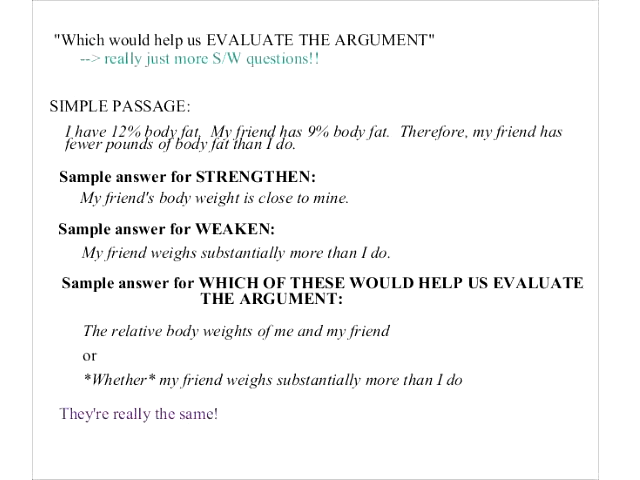 "Which would help us EVALUATE THE ARGUMENT"
--> really just more S/W questions!!
SIMPLE PASSAGE:
I have 12% body fat. My friend has 9% body fat. Therefore, my friend has
fewer pounds of body fat than I do.
Sample answer for STRENGTHEN:
My friend's body weight is close to mine.
Sample answer for WEAKEN:
My friend weighs substantially more than I do.
Sample answer for WHICH OF THESE WOULD HELP US EVALUATE
THE ARGUMENT:
The relative body weights of me and my friend
or
*Whether* my friend weighs substantially more than I do
They're really the same!